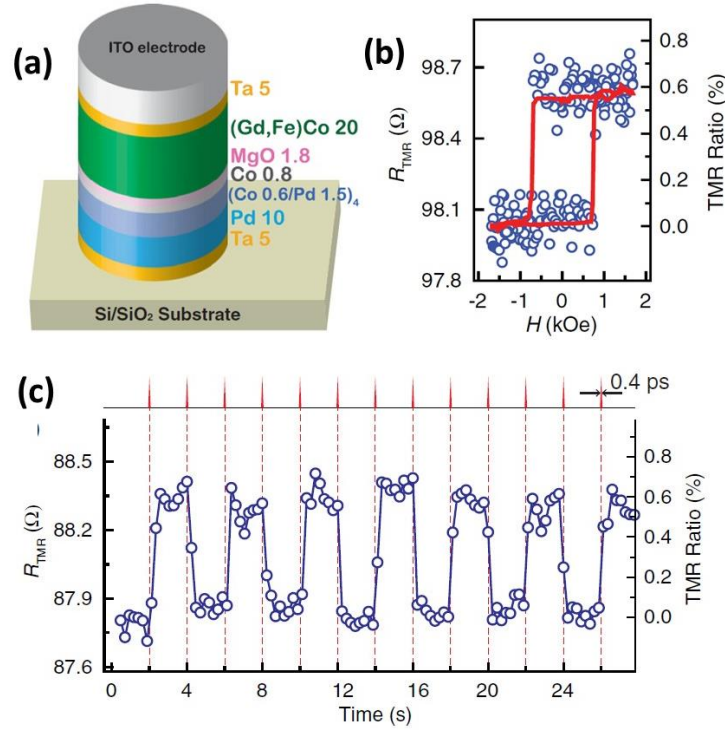 (a)
ITO electrode
Ta 5
(Gd,Fe)Co 20
MgO 1.8
Co 0.8
(Co 0.6/Pd 1.5)₄
Pd 10
Ta 5
Si/SiO₂ Substrate
(b)
R_TMR (Ω)
98.7
98.4
98.1
97.8
-2 -1 0 1 2
H (kOe)
0.8
0.6
0.4
0.2
0.0
TMR Ratio (%)
(c)
0.4 ps
R_TMR (Ω)
88.5
88.2
87.9
87.6
0 4 8 12 16 20 24
Time (s)
0.8
0.6
0.4
0.2
0.0
TMR Ratio (%)